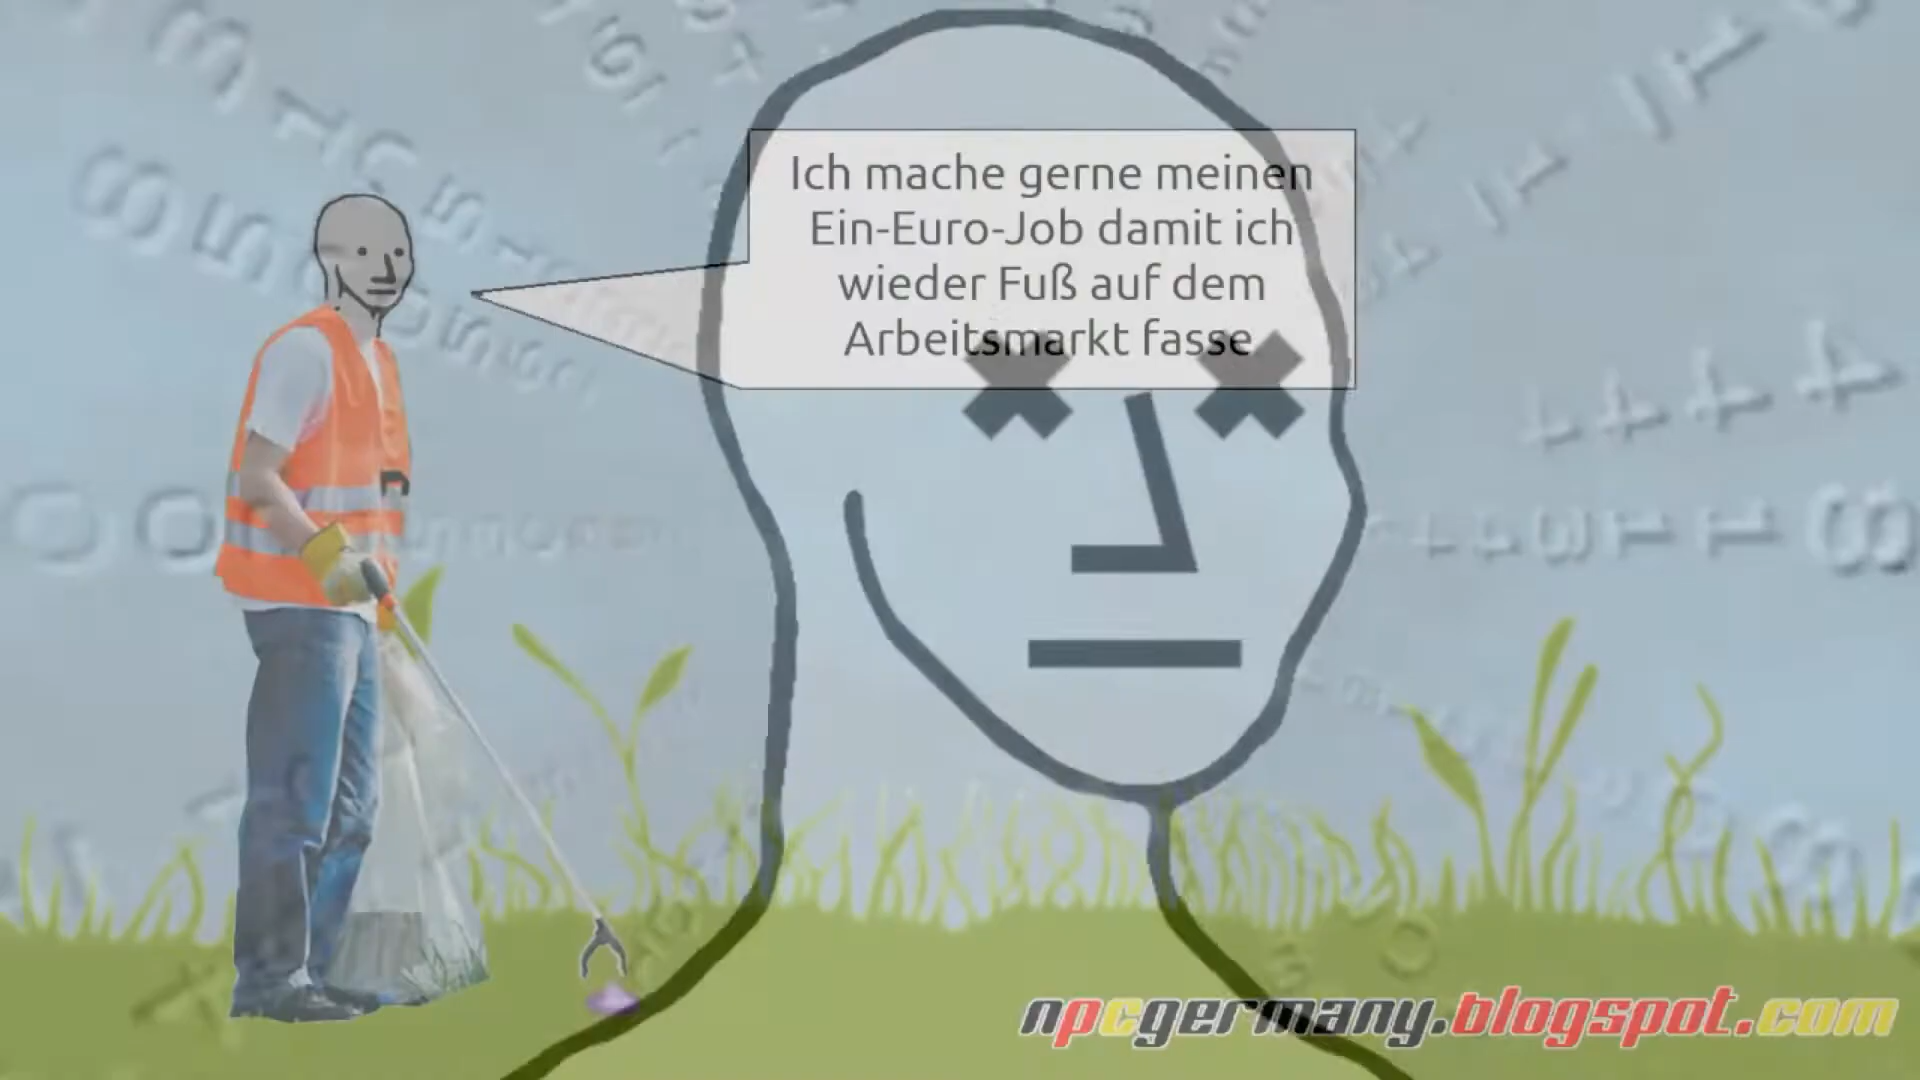 Ich mache gerne meinen
Ein-Euro-Job damit ich
wieder Fuß auf dem
Arbeitsmarkt fasse
npcgermany.blogspot.com